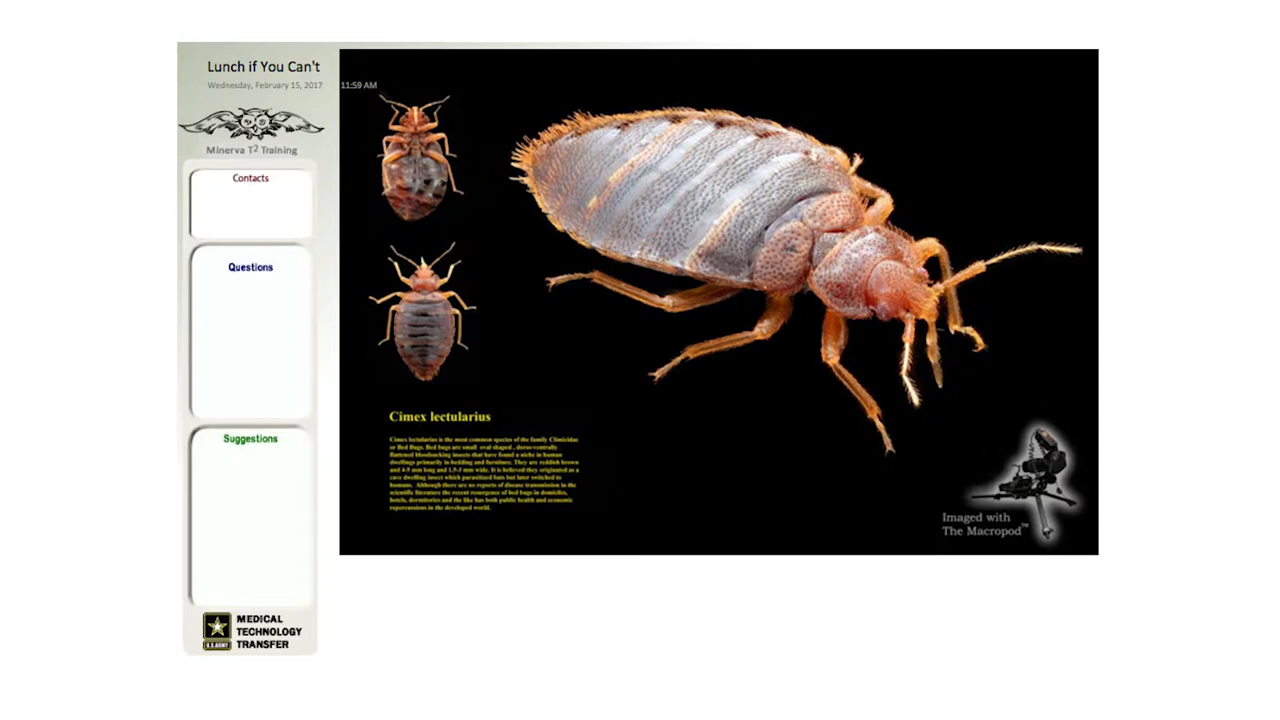 Lunch if You Can't
Wednesday, February 15, 2017
11:59 AM
Minerva T2 Training
Contacts
Questions
Suggestions
U.S.ARMY
MEDICAL
TECHNOLOGY
TRANSFER
Cimex lectularius
Cimex lectularius is the most common species of the family Climicidae
or Bed Bugs. Bed bugs are small oval shaped , dorso-ventrally
flattened bloodsucking insects that have found a niche in human
dwellings primarily in bedding and furniture. They are reddish brown
and 4-5 mm long and 1.5-3 mm wide. It is believed they originated as a
cave dwelling insect which parasitized bats but later switched to
humans. Although there are no reports of disease transmission in the
scientific literature the recent resurgence of bed bugs in domiciles,
hotels, dormitories and the like has both public health and economic
repercussions in the developed world.
Imaged with
The Macropod™